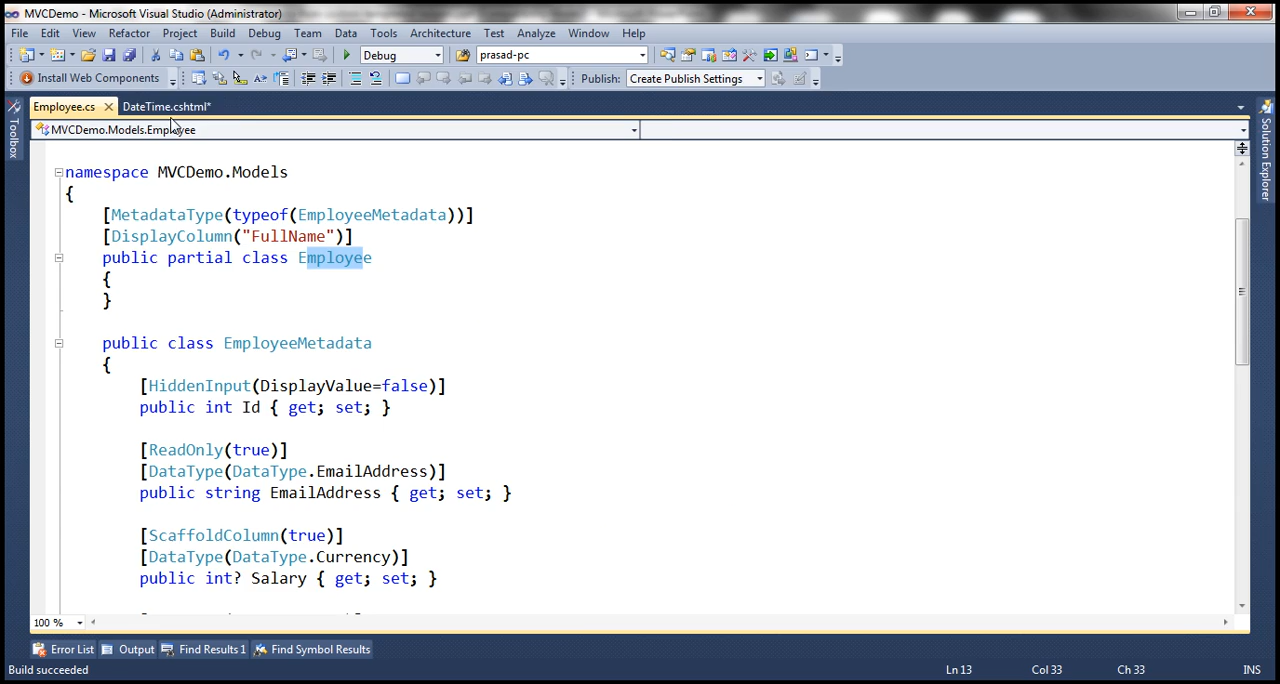 MVCDemo - Microsoft Visual Studio (Administrator)
File Edit View Refactor Project Build Debug Team Data Tools Architecture Test Analyze Window Help
Debug prasad-pc
Install Web Components Publish: Create Publish Settings
Employee.cs DateTime.cshtml*
MVCDemo.Models.Employee
Toolbox
Solution Explorer
namespace MVCDemo.Models
{
[MetadataType(typeof(EmployeeMetadata))]
[DisplayColumn("FullName")]
public partial class Employee
{
}
public class EmployeeMetadata
{
[HiddenInput(DisplayValue=false)]
public int Id { get; set; }
[ReadOnly(true)]
[DataType(DataType.EmailAddress)]
public string EmailAddress { get; set; }
[ScaffoldColumn(true)]
[DataType(DataType.Currency)]
public int? Salary { get; set; }
100 %
Error List Output Find Results 1 Find Symbol Results
Build succeeded Ln 13 Col 33 Ch 33 INS